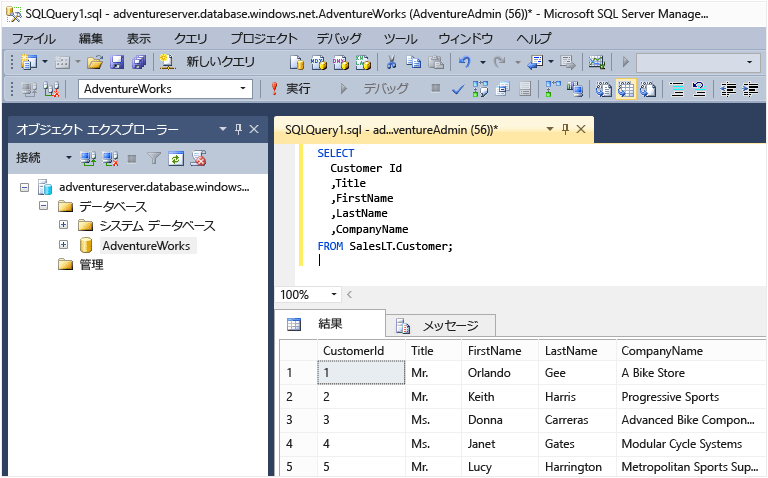 SQLQuery1.sql - adventureserver.database.windows.net.AdventureWorks (AdventureAdmin (56))* - Microsoft SQL Server Manage...
ファイル 編集 表示 クエリ プロジェクト デバッグ ツール ウィンドウ ヘルプ
新しいクエリ
AdventureWorks 実行 デバッグ
オブジェクト エクスプローラー
接続
adventureserver.database.windows...
データベース
システム データベース
AdventureWorks
管理
SQLQuery1.sql - ad...ventureAdmin (56))*
SELECT
Customer Id
,Title
,FirstName
,LastName
,CompanyName
FROM SalesLT.Customer;
100%
結果 メッセージ
CustomerId Title FirstName LastName CompanyName
1 1 Mr. Orlando Gee A Bike Store
2 2 Mr. Keith Harris Progressive Sports
3 3 Ms. Donna Carreras Advanced Bike Compon...
4 4 Ms. Janet Gates Modular Cycle Systems
5 5 Mr. Lucy Harrington Metropolitan Sports Sup...